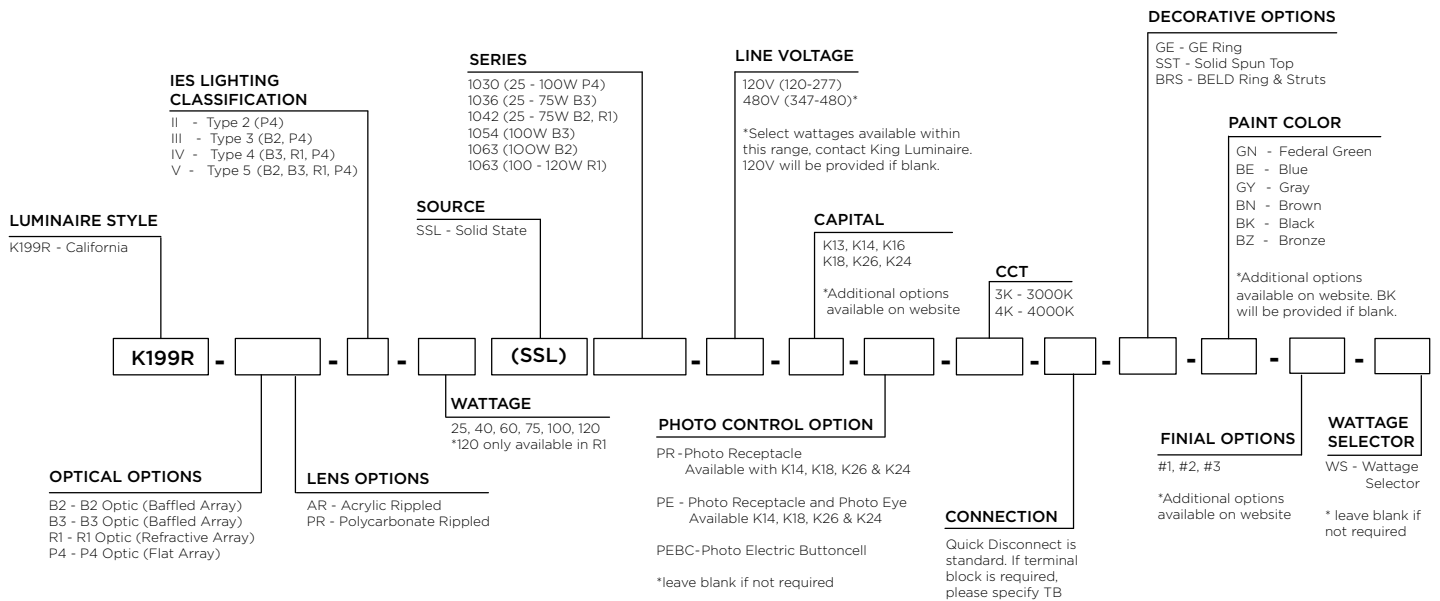 DECORATIVE OPTIONS
GE - GE Ring
SST - Solid Spun Top
BRS - BELD Ring & Struts
SERIES
1030 (25 - 100W P4)
1036 (25 - 75W B3)
1042 (25 - 75W B2, R1)
1054 (100W B3)
1063 (100W B2)
1063 (100 - 120W R1)
LINE VOLTAGE
120V (120-277)
480V (347-480)*
*Select wattages available within
this range, contact King Luminaire.
120V will be provided if blank.
IES LIGHTING
CLASSIFICATION
II - Type 2 (P4)
III - Type 3 (B2, P4)
IV - Type 4 (B3, R1, P4)
V - Type 5 (B2, B3, R1, P4)
PAINT COLOR
GN - Federal Green
BE - Blue
GY - Gray
BN - Brown
BK - Black
BZ - Bronze
*Additional options
available on website. BK
will be provided if blank.
LUMINAIRE STYLE
K199R - California
SOURCE
SSL - Solid State
CAPITAL
K13, K14, K16
K18, K26, K24
*Additional options
available on website
CCT
3K - 3000K
4K - 4000K
K199R - - - (SSL) - - - - - - - - -
WATTAGE
25, 40, 60, 75, 100, 120
*120 only available in R1
OPTICAL OPTIONS
B2 - B2 Optic (Baffled Array)
B3 - B3 Optic (Baffled Array)
R1 - R1 Optic (Refractive Array)
P4 - P4 Optic (Flat Array)
LENS OPTIONS
AR - Acrylic Rippled
PR - Polycarbonate Rippled
PHOTO CONTROL OPTION
PR -Photo Receptacle
Available with K14, K18, K26 & K24
PE - Photo Receptacle and Photo Eye
Available K14, K18, K26 & K24
PEBC-Photo Electric Buttoncell
*leave blank if not required
CONNECTION
Quick Disconnect is
standard. If terminal
block is required,
please specify TB
FINIAL OPTIONS
#1, #2, #3
*Additional options
available on website
WATTAGE
SELECTOR
WS - Wattage
Selector
* leave blank if
not required